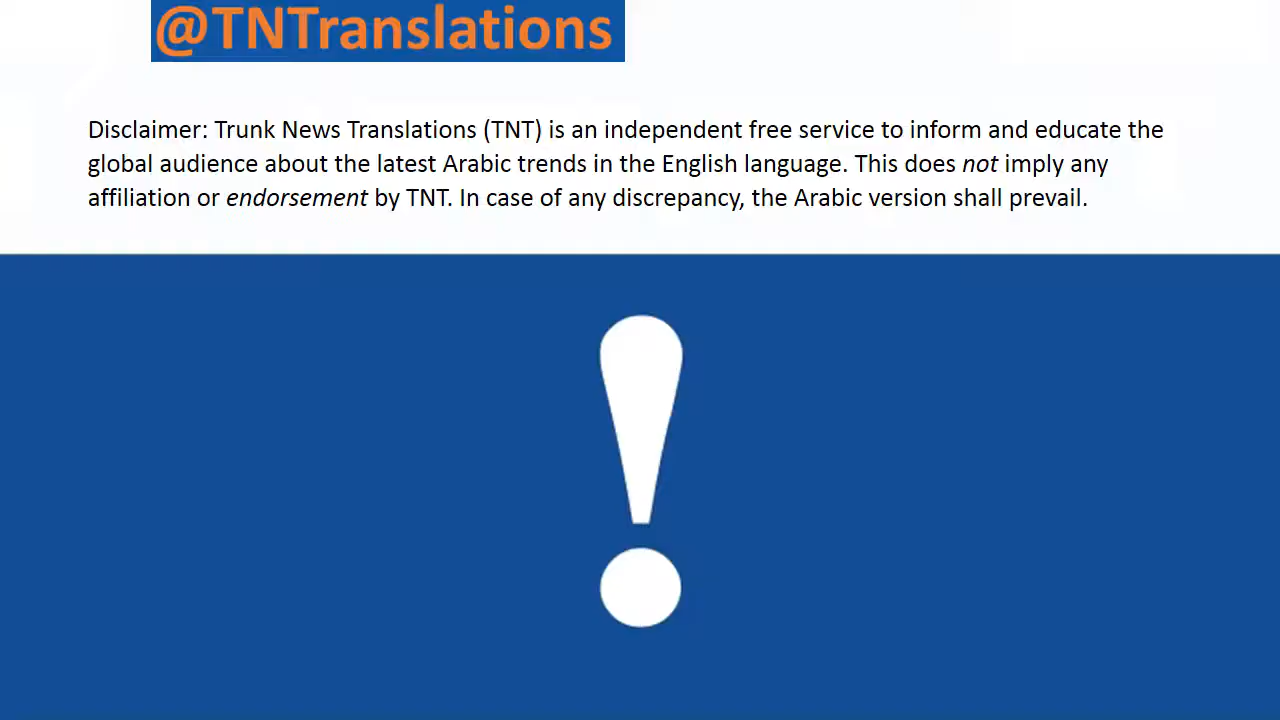 @TNTranslations
Disclaimer: Trunk News Translations (TNT) is an independent free service to inform and educate the
global audience about the latest Arabic trends in the English language. This does not imply any
affiliation or endorsement by TNT. In case of any discrepancy, the Arabic version shall prevail.
!